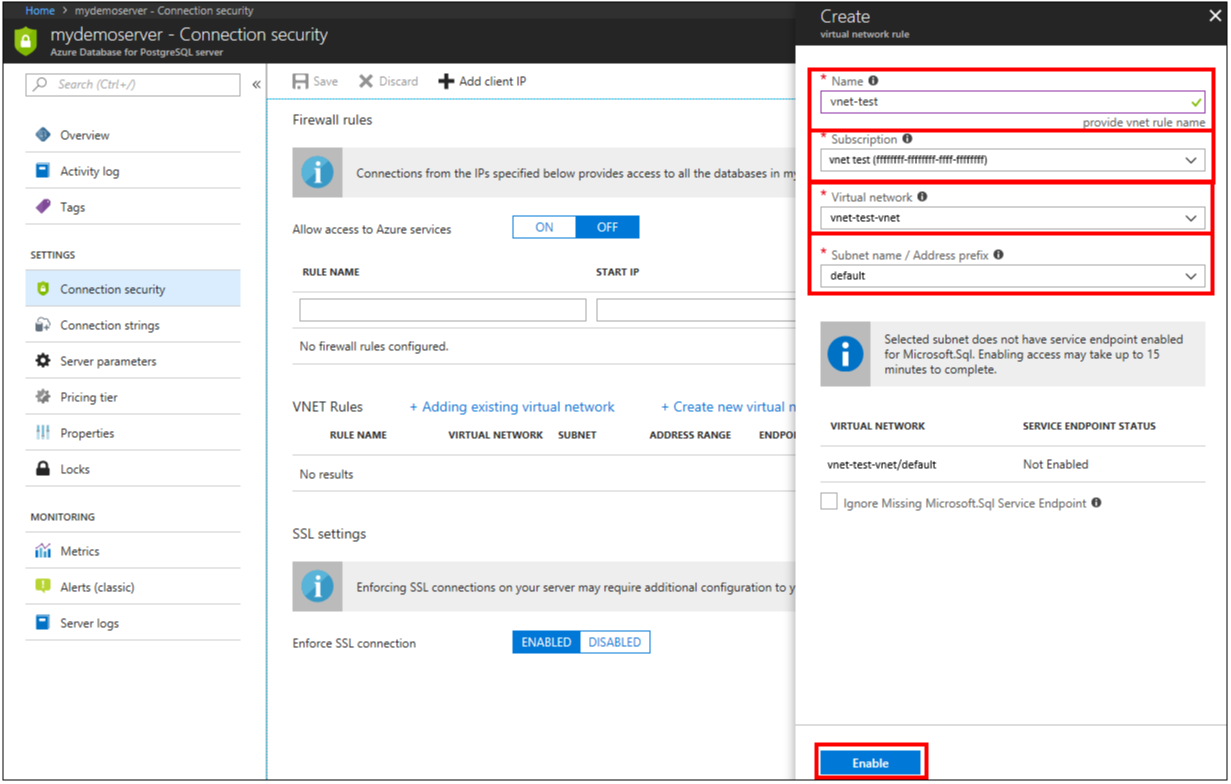 Home > mydemoserver - Connection security
mydemoserver - Connection security
Azure Database for PostgreSQL server
Search (Ctrl+/)
«
Overview
Activity log
Tags
SETTINGS
Connection security
Connection strings
Server parameters
Pricing tier
Properties
Locks
MONITORING
Metrics
Alerts (classic)
Server logs
Save Discard Add client IP
Firewall rules
Connections from the IPs specified below provides access to all the databases in
Allow access to Azure services ON OFF
RULE NAME START IP
No firewall rules configured.
VNET Rules + Adding existing virtual network + Create new virtual
RULE NAME VIRTUAL NETWORK SUBNET ADDRESS RANGE
No results
SSL settings
Enforcing SSL connections on your server may require additional configuration to
Enforce SSL connection ENABLED DISABLED
Create
virtual network rule
* Name
vnet-test
provide vnet rule name
* Subscription
vnet test (ffffffff-ffffffff-ffff-ffffffff)
* Virtual network
vnet-test-vnet
* Subnet name / Address prefix
default
Selected subnet does not have service endpoint enabled
for Microsoft.Sql. Enabling access may take up to 15
minutes to complete.
VIRTUAL NETWORK SERVICE ENDPOINT STATUS
vnet-test-vnet/default Not Enabled
Ignore Missing Microsoft.Sql Service Endpoint
Enable